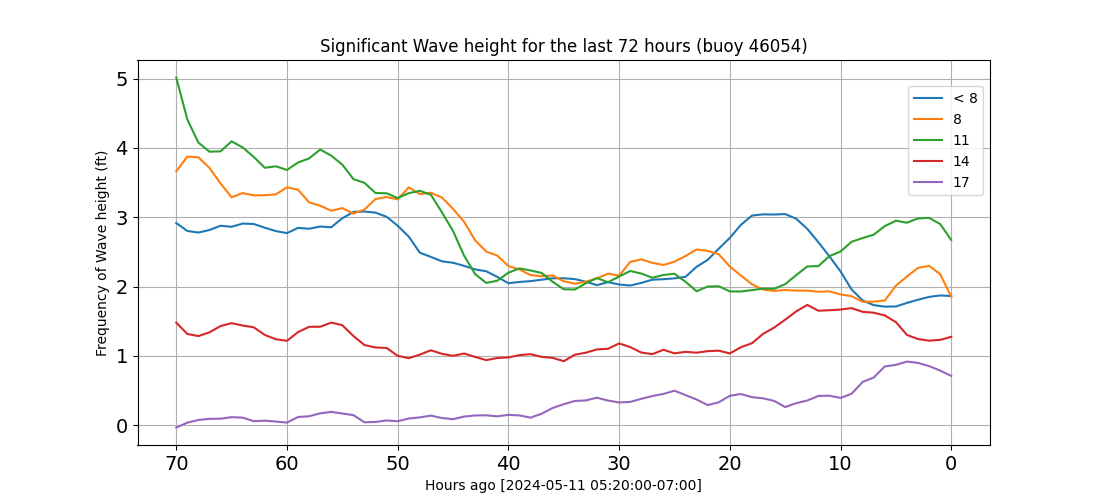 Significant Wave height for the last 72 hours (buoy 46054)
Frequency of Wave height (ft)
5
4
3
2
1
0
< 8
8
11
14
17
70 60 50 40 30 20 10 0
Hours ago [2024-05-11 05:20:00-07:00]